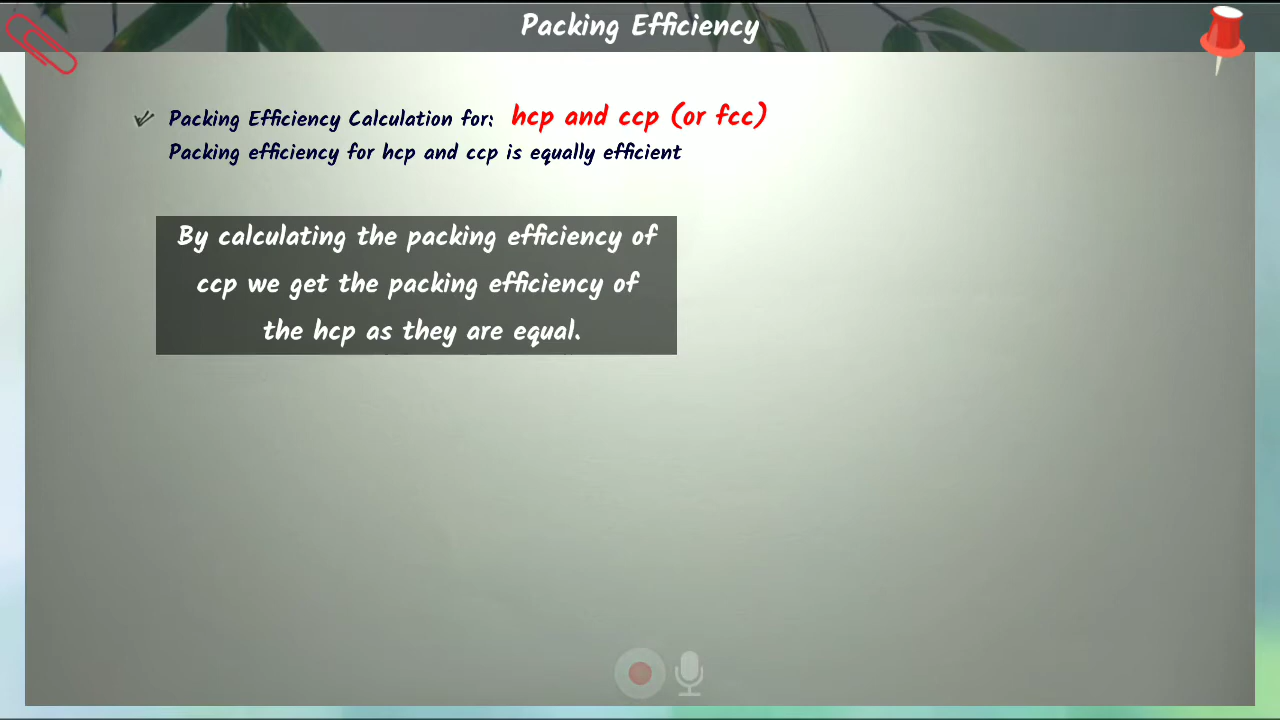 Packing Efficiency
Packing Efficiency Calculation for: hcp and ccp (or fcc)
Packing efficiency for hcp and ccp is equally efficient
By calculating the packing efficiency of
ccp we get the packing efficiency of
the hcp as they are equal.